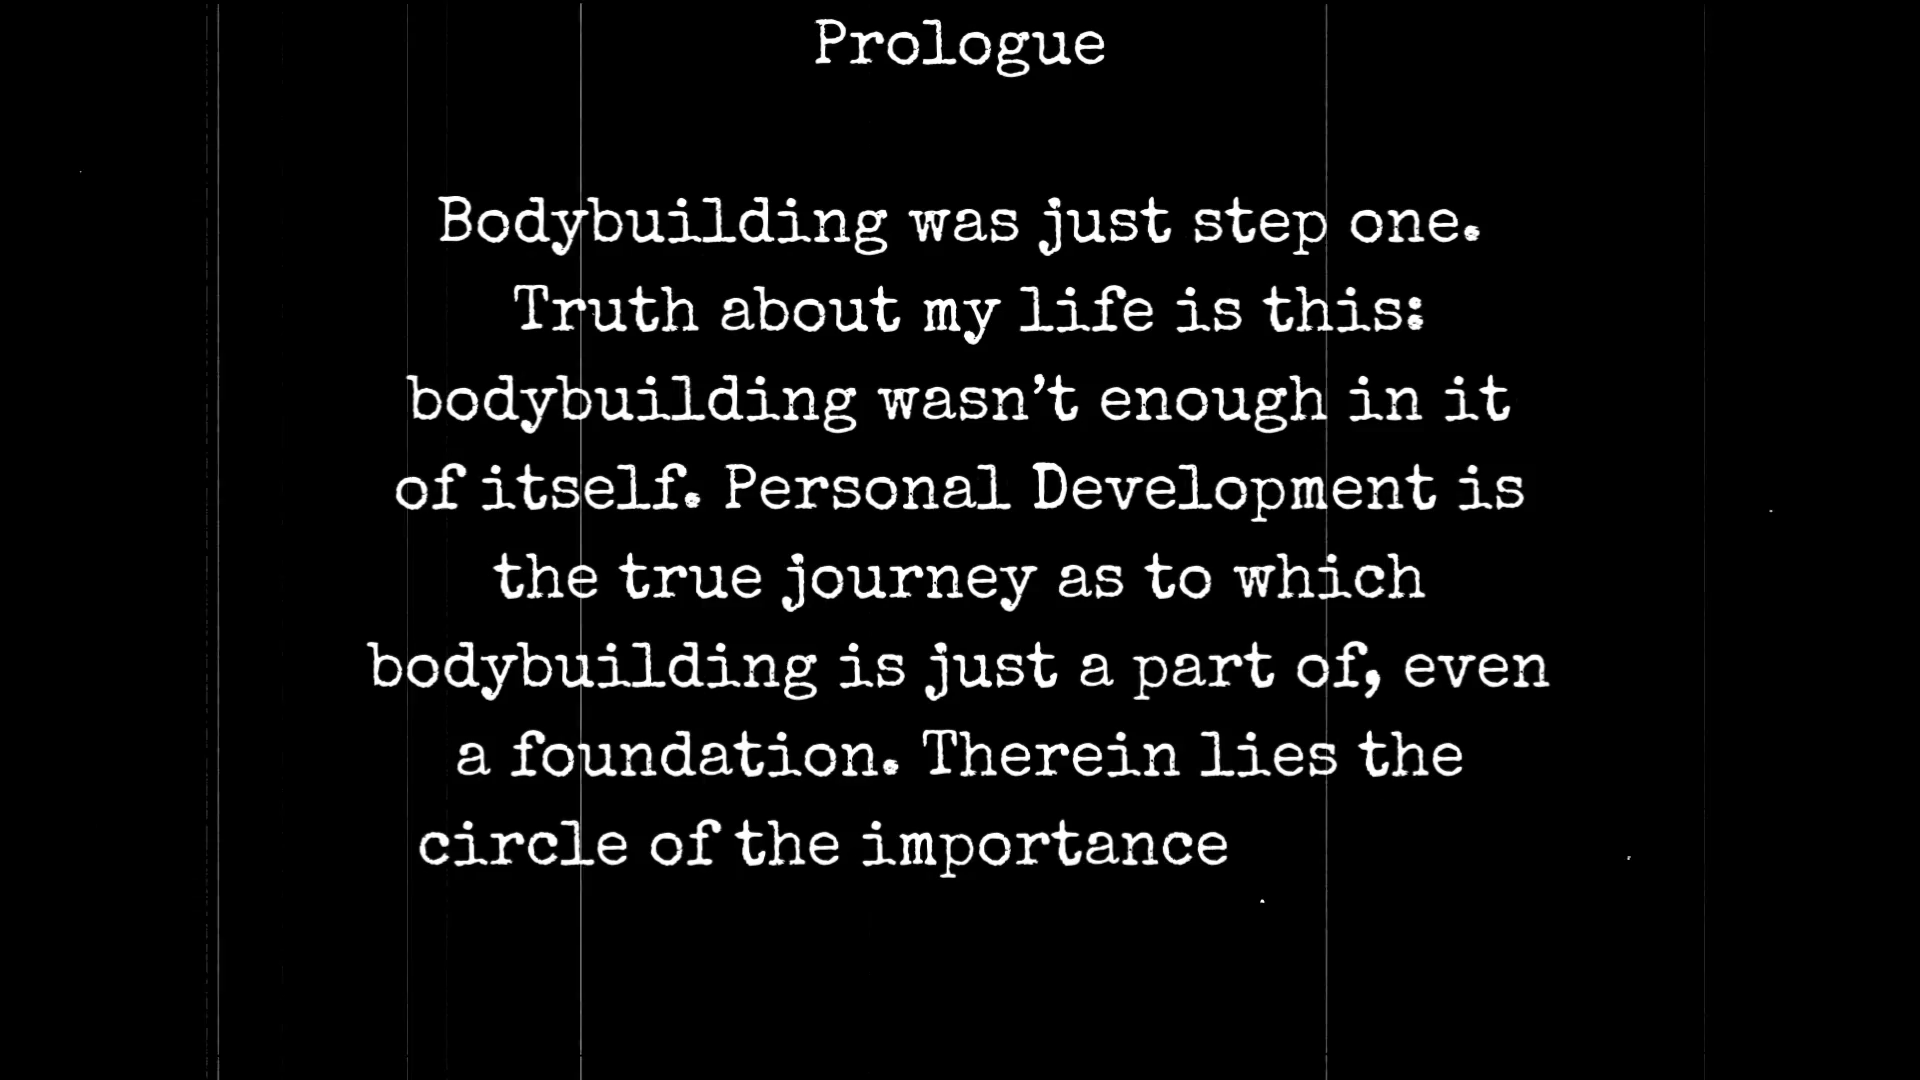 Prologue
Bodybuilding was just step one.
Truth about my life is this:
bodybuilding wasn’t enough in it
of itself. Personal Development is
the true journey as to which
bodybuilding is just a part of, even
a foundation. Therein lies the
circle of the importance